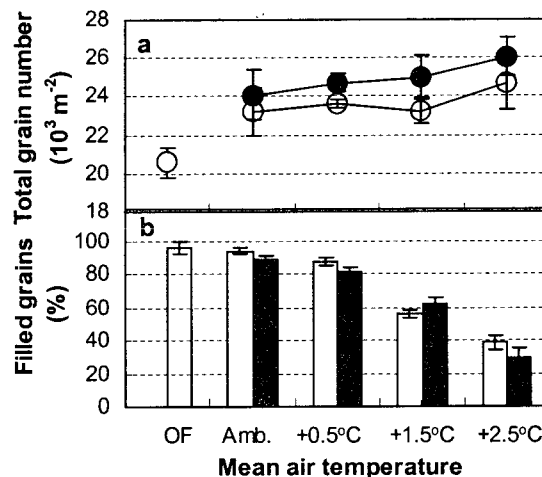 a
Total grain number
(10³ m⁻²)
28
26
24
22
20
18
b
Filled grains
(%)
100
80
60
40
20
0
OF Amb. +0.5°C +1.5°C +2.5°C
Mean air temperature